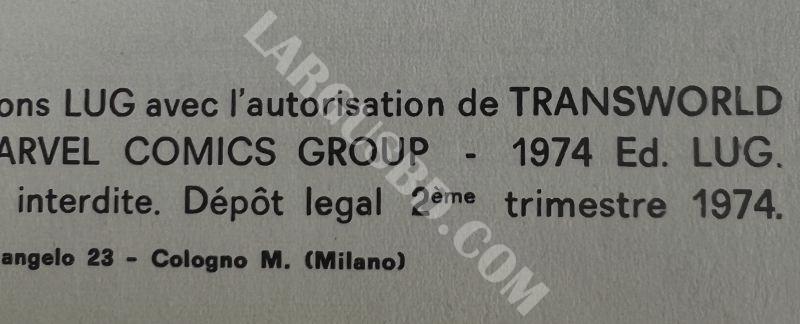 ons LUG avec l'autorisation de TRANSWORLD
ARVEL COMICS GROUP - 1974 Ed. LUG.
interdite. Dépôt legal 2ème trimestre 1974.
angelo 23 - Cologno M. (Milano)
LARGUSBD.COM